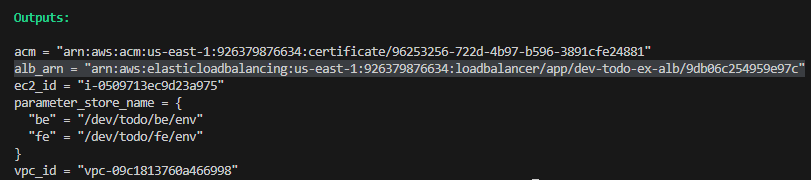 Outputs:
acm = "arn:aws:acm:us-east-1:926379876634:certificate/96253256-722d-4b97-b596-3891cfe24881"
alb_arn = "arn:aws:elasticloadbalancing:us-east-1:926379876634:loadbalancer/app/dev-todo-ex-alb/9db06c254959e97c"
ec2_id = "i-0509713ec9d23a975"
parameter_store_name = {
  "be" = "/dev/todo/be/env"
  "fe" = "/dev/todo/fe/env"
}
vpc_id = "vpc-09c1813760a466998"